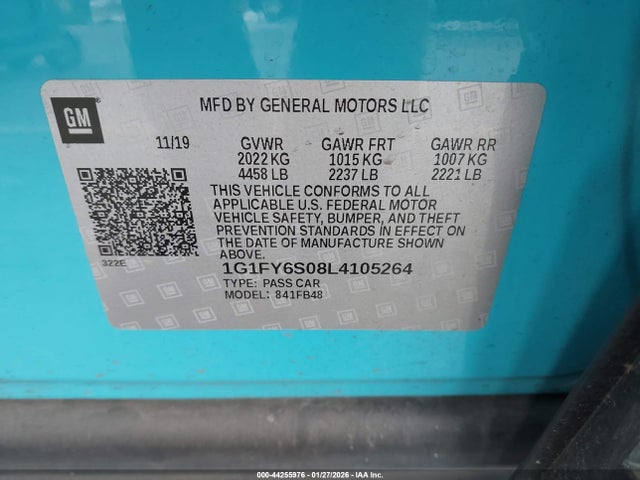 GM
MFD BY GENERAL MOTORS LLC
11/19 GVWR GAWR FRT GAWR RR
2022 KG 1015 KG 1007 KG
4458 LB 2237 LB 2221 LB
THIS VEHICLE CONFORMS TO ALL
APPLICABLE U.S. FEDERAL MOTOR
VEHICLE SAFETY, BUMPER, AND THEFT
PREVENTION STANDARDS IN EFFECT ON
THE DATE OF MANUFACTURE SHOWN
ABOVE.
322E
1G1FY6S08L4105264
TYPE: PASS CAR
MODEL: 841FB48
000-44255976 | 01/27/2026 | IAA Inc.